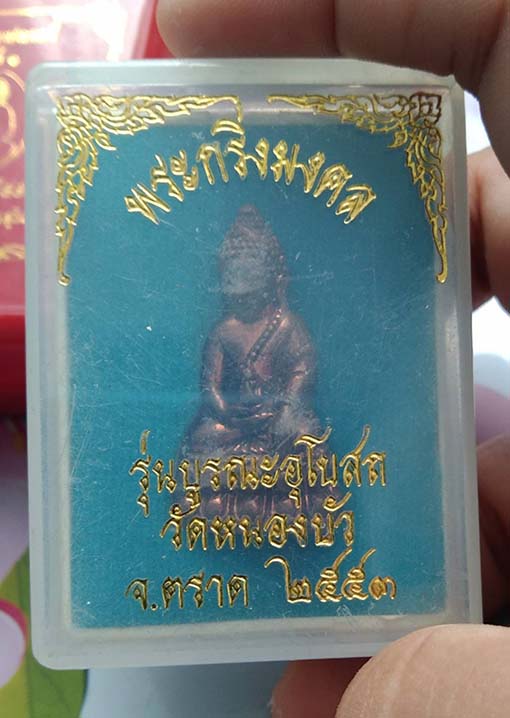 พระกริ่งมงคล
รุ่นบูรณะอุโบสถ
วัดหนองบัว
จ.ตราด ๒๕๕๓